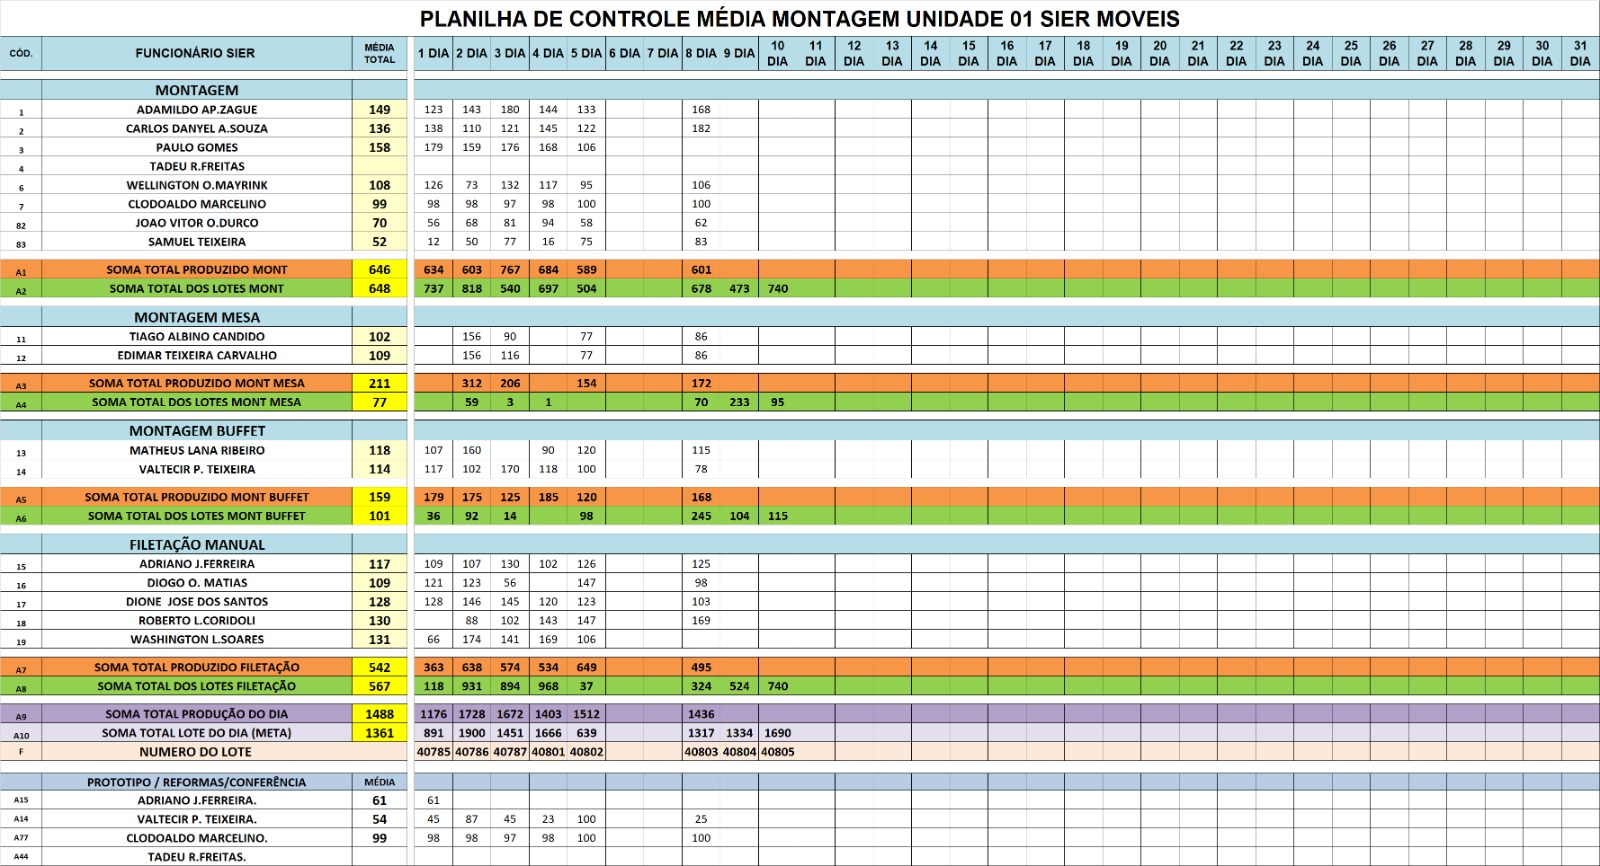 PLANILHA DE CONTROLE MÉDIA MONTAGEM UNIDADE 01 SIER MOVEIS
CÓD. FUNCIONÁRIO SIER MÉDIA TOTAL 1 DIA 2 DIA 3 DIA 4 DIA 5 DIA 6 DIA 7 DIA 8 DIA 9 DIA 10 DIA 11 DIA 12 DIA 13 DIA 14 DIA 15 DIA 16 DIA 17 DIA 18 DIA 19 DIA 20 DIA 21 DIA 22 DIA 23 DIA 24 DIA 25 DIA 26 DIA 27 DIA 28 DIA 29 DIA 30 DIA 31 DIA
MONTAGEM
1 ADAMILDO AP.ZAGUE 149 123 143 180 144 133 168
2 CARLOS DANYEL A.SOUZA 136 138 110 121 145 122 182
3 PAULO GOMES 158 179 159 176 168 106
4 TADEU R.FREITAS
6 WELLINGTON O.MAYRINK 108 126 73 132 117 95 106
7 CLODOALDO MARCELINO 99 98 98 97 98 100 100
82 JOAO VITOR O.DURCO 70 56 68 81 94 58 62
83 SAMUEL TEIXEIRA 52 12 50 77 16 75 83
A1 SOMA TOTAL PRODUZIDO MONT 646 634 603 767 684 589 601
A2 SOMA TOTAL DOS LOTES MONT 648 737 818 540 697 504 678 473 740
MONTAGEM MESA
11 TIAGO ALBINO CANDIDO 102 156 90 77 86
12 EDIMAR TEIXEIRA CARVALHO 109 156 116 77 86
A3 SOMA TOTAL PRODUZIDO MONT MESA 211 312 206 154 172
A4 SOMA TOTAL DOS LOTES MONT MESA 77 59 3 1 70 233 95
MONTAGEM BUFFET
13 MATHEUS LANA RIBEIRO 118 107 160 90 120 115
14 VALTECIR P. TEIXEIRA 114 117 102 170 118 100 78
A5 SOMA TOTAL PRODUZIDO MONT BUFFET 159 179 175 125 185 120 168
A6 SOMA TOTAL DOS LOTES MONT BUFFET 101 36 92 14 98 245 104 115
FILETAÇÃO MANUAL
15 ADRIANO J.FERREIRA 117 109 107 130 102 126 125
16 DIOGO O. MATIAS 109 121 123 56 147 98
17 DIONE JOSE DOS SANTOS 128 128 146 145 120 123 103
18 ROBERTO L.CORIDOLI 130 88 102 143 147 169
19 WASHINGTON L.SOARES 131 66 174 141 169 106
A7 SOMA TOTAL PRODUZIDO FILETAÇÃO 542 363 638 574 534 649 495
A8 SOMA TOTAL DOS LOTES FILETAÇÃO 567 118 931 894 968 37 324 524 740
A9 SOMA TOTAL PRODUÇÃO DO DIA 1488 1176 1728 1672 1403 1512 1436
A10 SOMA TOTAL LOTE DO DIA (META) 1361 891 1900 1451 1666 639 1317 1334 1690
F NUMERO DO LOTE 40785 40786 40787 40801 40802 40803 40804 40805
PROTOTIPO / REFORMAS/CONFERÊNCIA MÉDIA
A15 ADRIANO J.FERREIRA. 61 61
A14 VALTECIR P. TEIXEIRA. 54 45 87 45 23 100 25
A77 CLODOALDO MARCELINO. 99 98 98 97 98 100 100
A44 TADEU R.FREITAS.